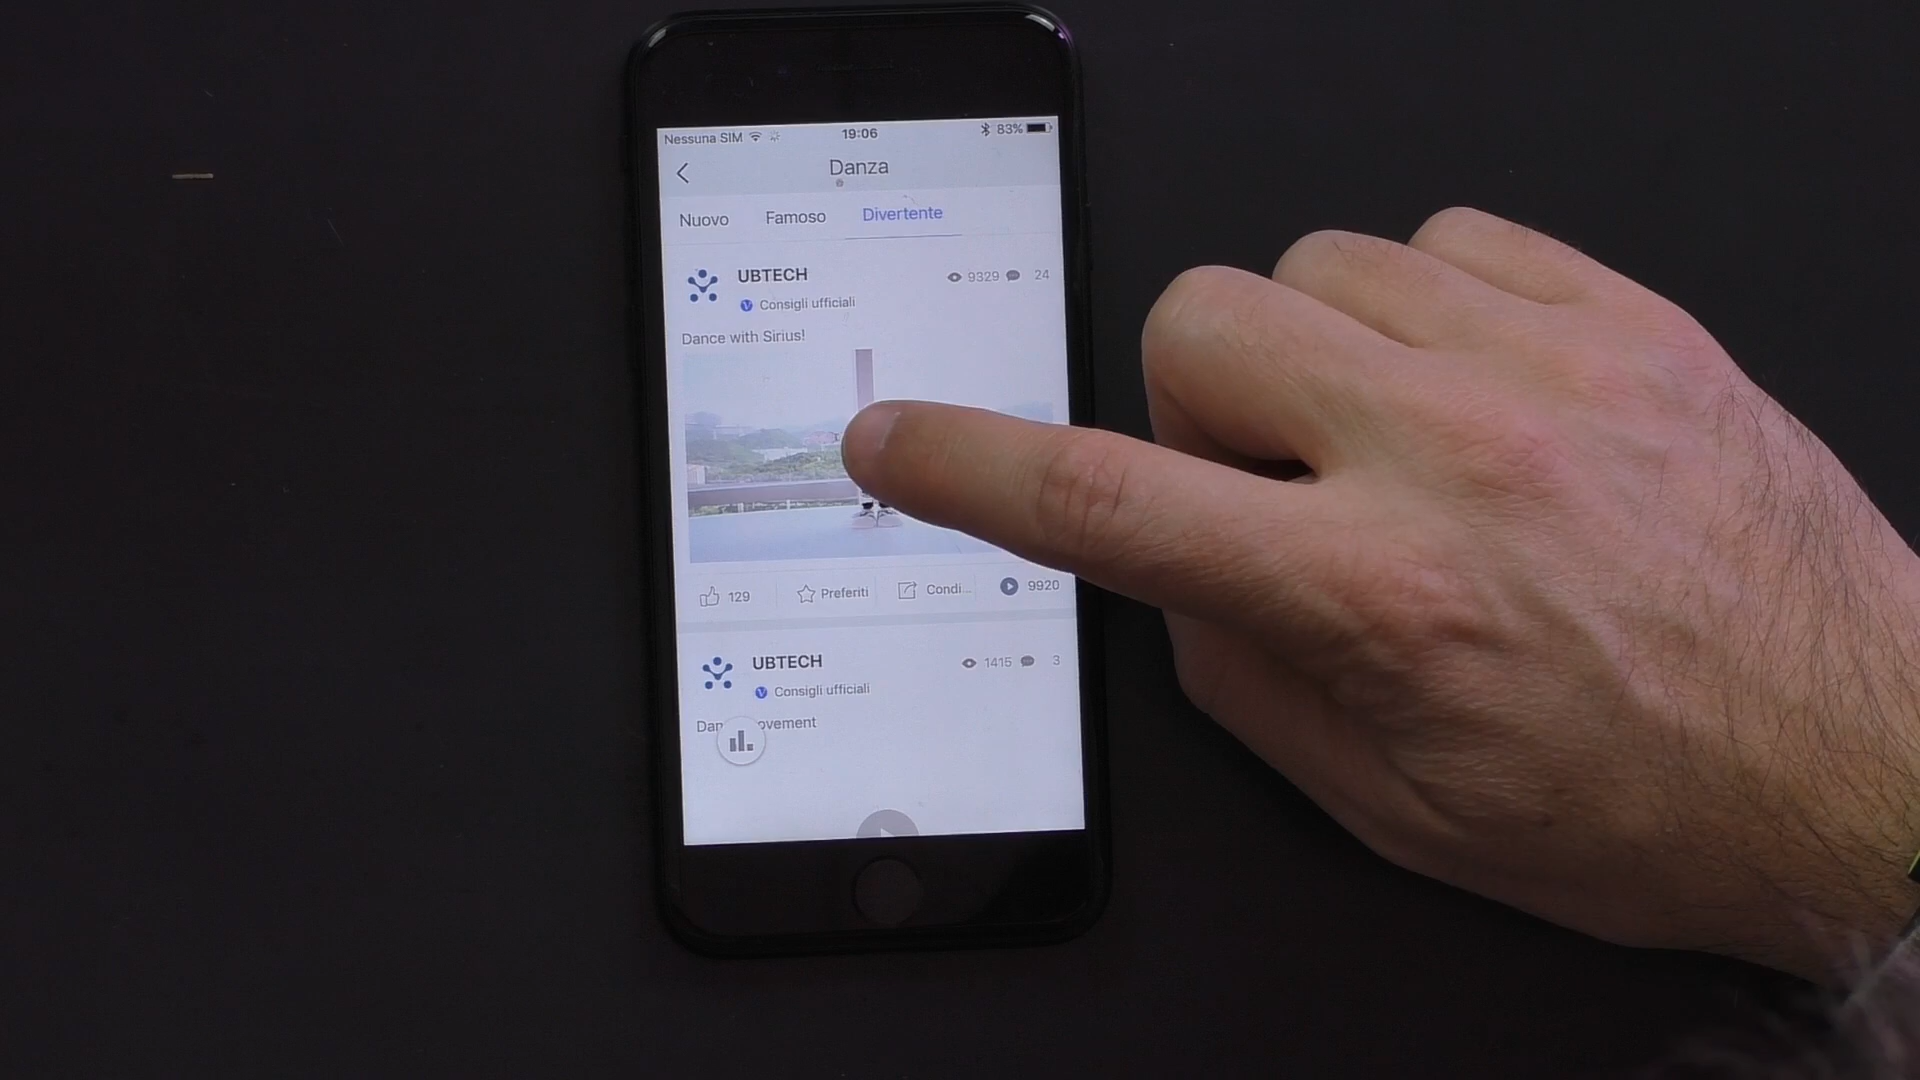 Nessuna SIM 19:06 83%
Danza
Nuovo Famoso Divertente
UBTECH 9329 24
Consigli ufficiali
Dance with Sirius!
129 Preferiti Condi... 9920
UBTECH 1415 3
Consigli ufficiali
Dan ovement